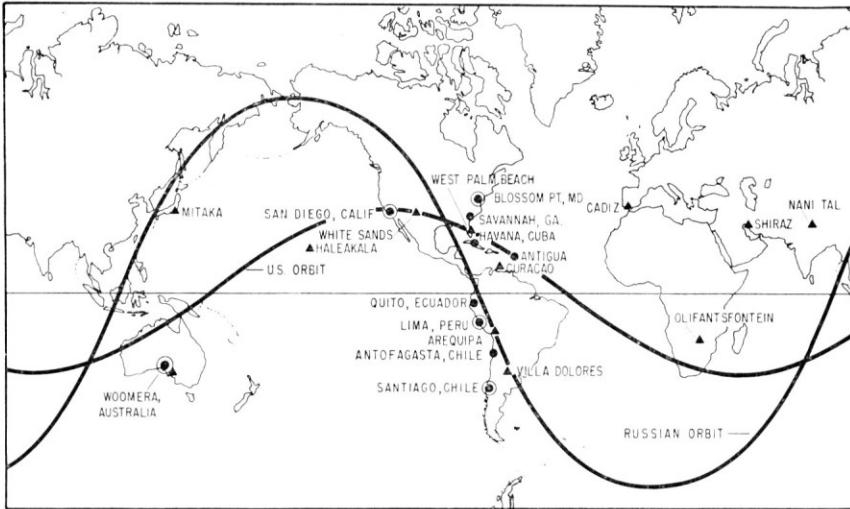 WEST PALM BEACH
BLOSSOM PT, MD
MITAKA
SAN DIEGO, CALIF
CADIZ
NANI TAL
SAVANNAH, GA.
SHIRAZ
WHITE SANDS
HAVANA, CUBA
HALEAKALA
ANTIGUA
U.S. ORBIT
CURACAO
QUITO, ECUADOR
OLIFANTSFONTEIN
LIMA, PERU
AREQUIPA
ANTOFAGASTA, CHILE
VILLA DOLORES
SANTIAGO, CHILE
WOOMERA,
AUSTRALIA
RUSSIAN ORBIT